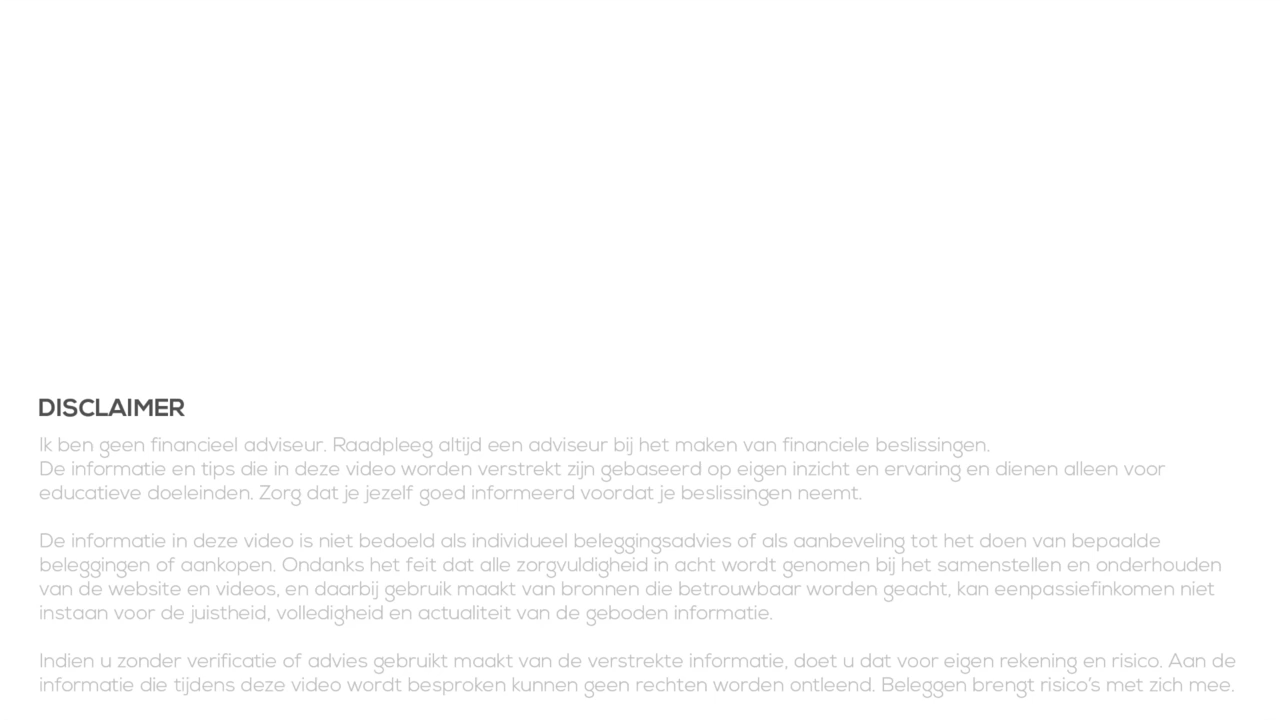 DISCLAIMER
Ik ben geen financieel adviseur. Raadpleeg altijd een adviseur bij het maken van financiele beslissingen.
De informatie en tips die in deze video worden verstrekt zijn gebaseerd op eigen inzicht en ervaring en dienen alleen voor
educatieve doeleinden. Zorg dat je jezelf goed informeerd voordat je beslissingen neemt.
De informatie in deze video is niet bedoeld als individueel beleggingsadvies of als aanbeveling tot het doen van bepaalde
beleggingen of aankopen. Ondanks het feit dat alle zorgvuldigheid in acht wordt genomen bij het samenstellen en onderhouden
van de website en videos, en daarbij gebruik maakt van bronnen die betrouwbaar worden geacht, kan eenpassiefinkomen niet
instaan voor de juistheid, volledigheid en actualiteit van de geboden informatie.
Indien u zonder verificatie of advies gebruikt maakt van de verstrekte informatie, doet u dat voor eigen rekening en risico. Aan de
informatie die tijdens deze video wordt besproken kunnen geen rechten worden ontleend. Beleggen brengt risico's met zich mee.